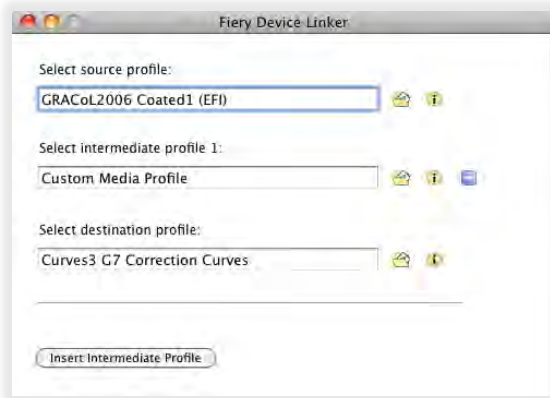 Fiery Device Linker
Select source profile:
GRACoL2006 Coated1 (EFI)
Select intermediate profile 1:
Custom Media Profile
Select destination profile:
Curves3 G7 Correction Curves
Insert Intermediate Profile